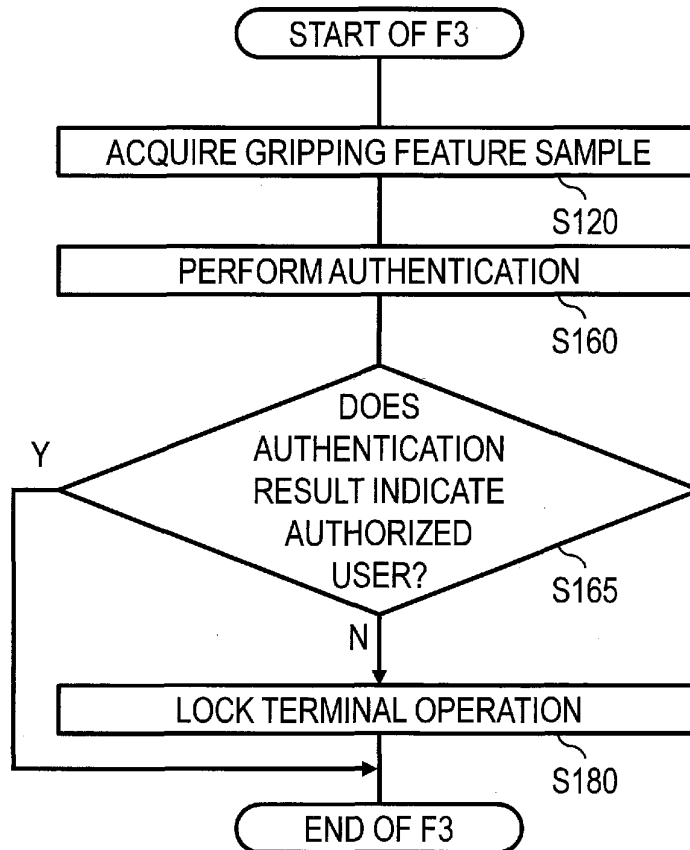 START OF F3
ACQUIRE GRIPPING FEATURE SAMPLE
S120
PERFORM AUTHENTICATION
S160
DOES
AUTHENTICATION
RESULT INDICATE
AUTHORIZED
USER?
Y
S165
N
LOCK TERMINAL OPERATION
S180
END OF F3